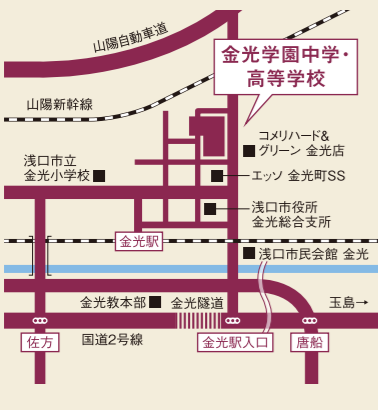 山陽自動車道
金光学園中学・
高等学校
山陽新幹線
コメリハード&
グリーン 金光店
浅口市立
金光小学校
エッソ 金光町SS
浅口市役所
金光総合支所
金光駅
浅口市民会館 金光
金光教本部
金光隧道
玉島→
佐方
国道2号線
金光駅入口
唐船